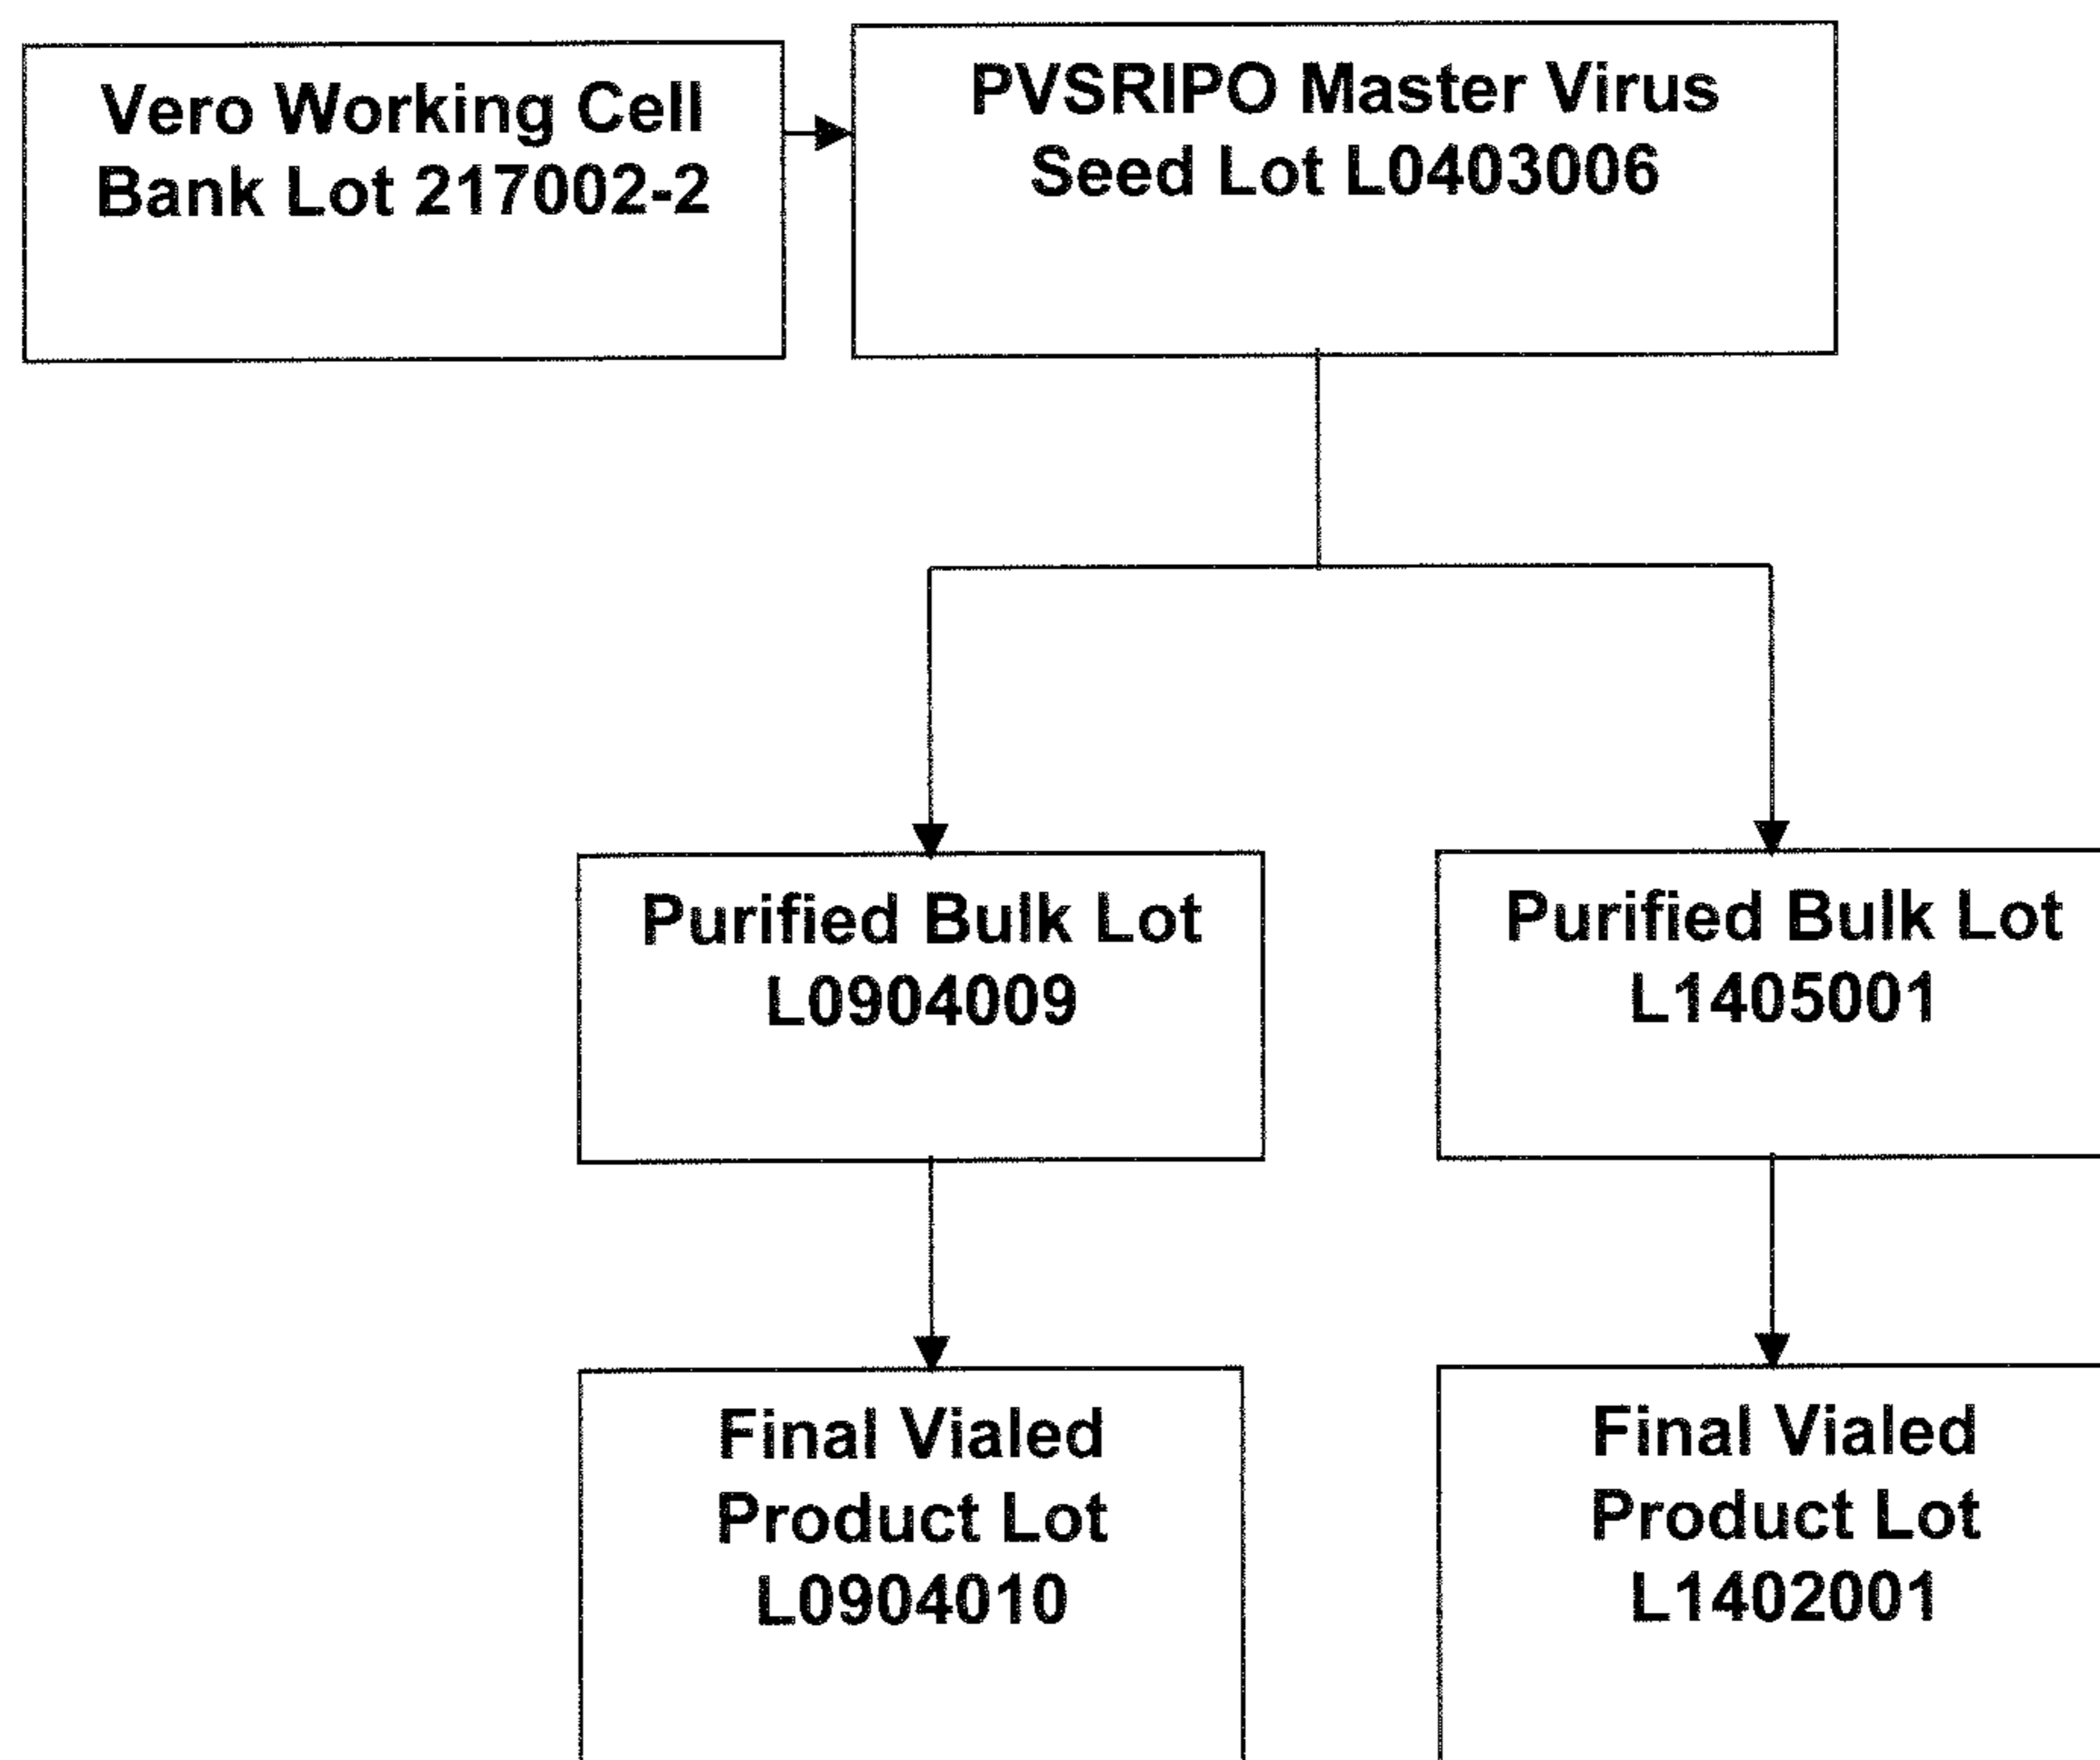 Vero Working Cell
Bank Lot 217002-2
PVSRIPO Master Virus
Seed Lot L0403006
Purified Bulk Lot
L0904009
Purified Bulk Lot
L1405001
Final Vialed
Product Lot
L0904010
Final Vialed
Product Lot
L1402001